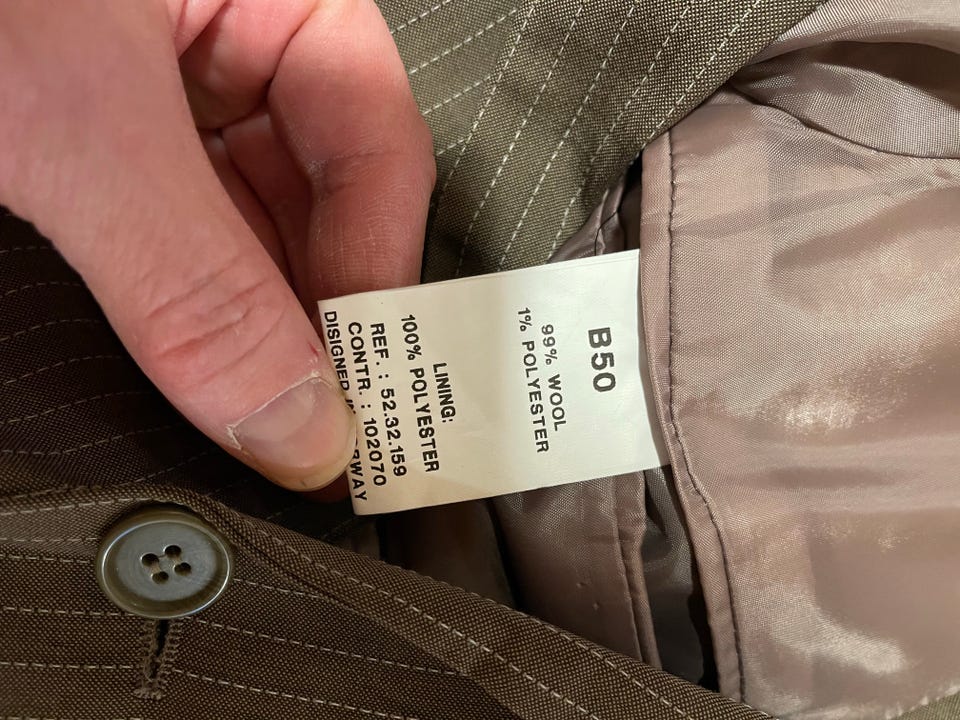 B50
99% WOOL
1% POLYESTER
LINING:
100% POLYESTER
REF.: 52.32.159
CONTR.: 102070
DISIGNED